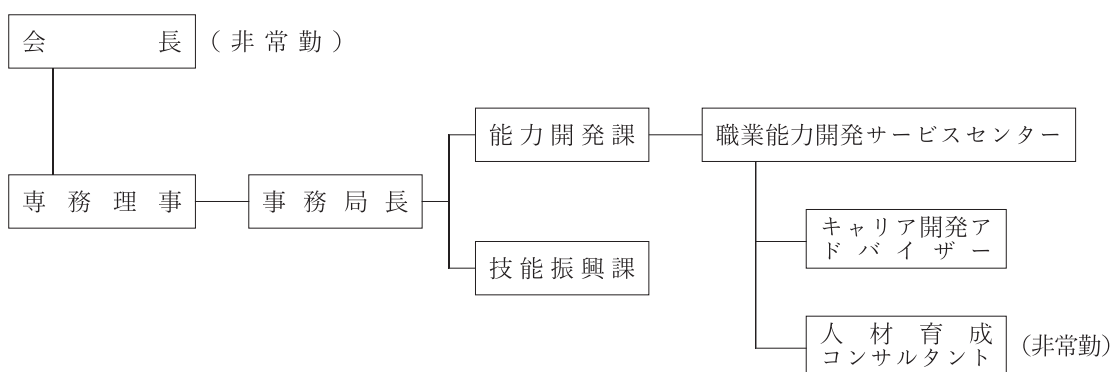 会長（非常勤）
能力開発課
職業能力開発サービスセンター
専務理事
事務局長
キャリア開発ア
ドバイザー
技能振興課
人材育成
コンサルタント
(非常勤)